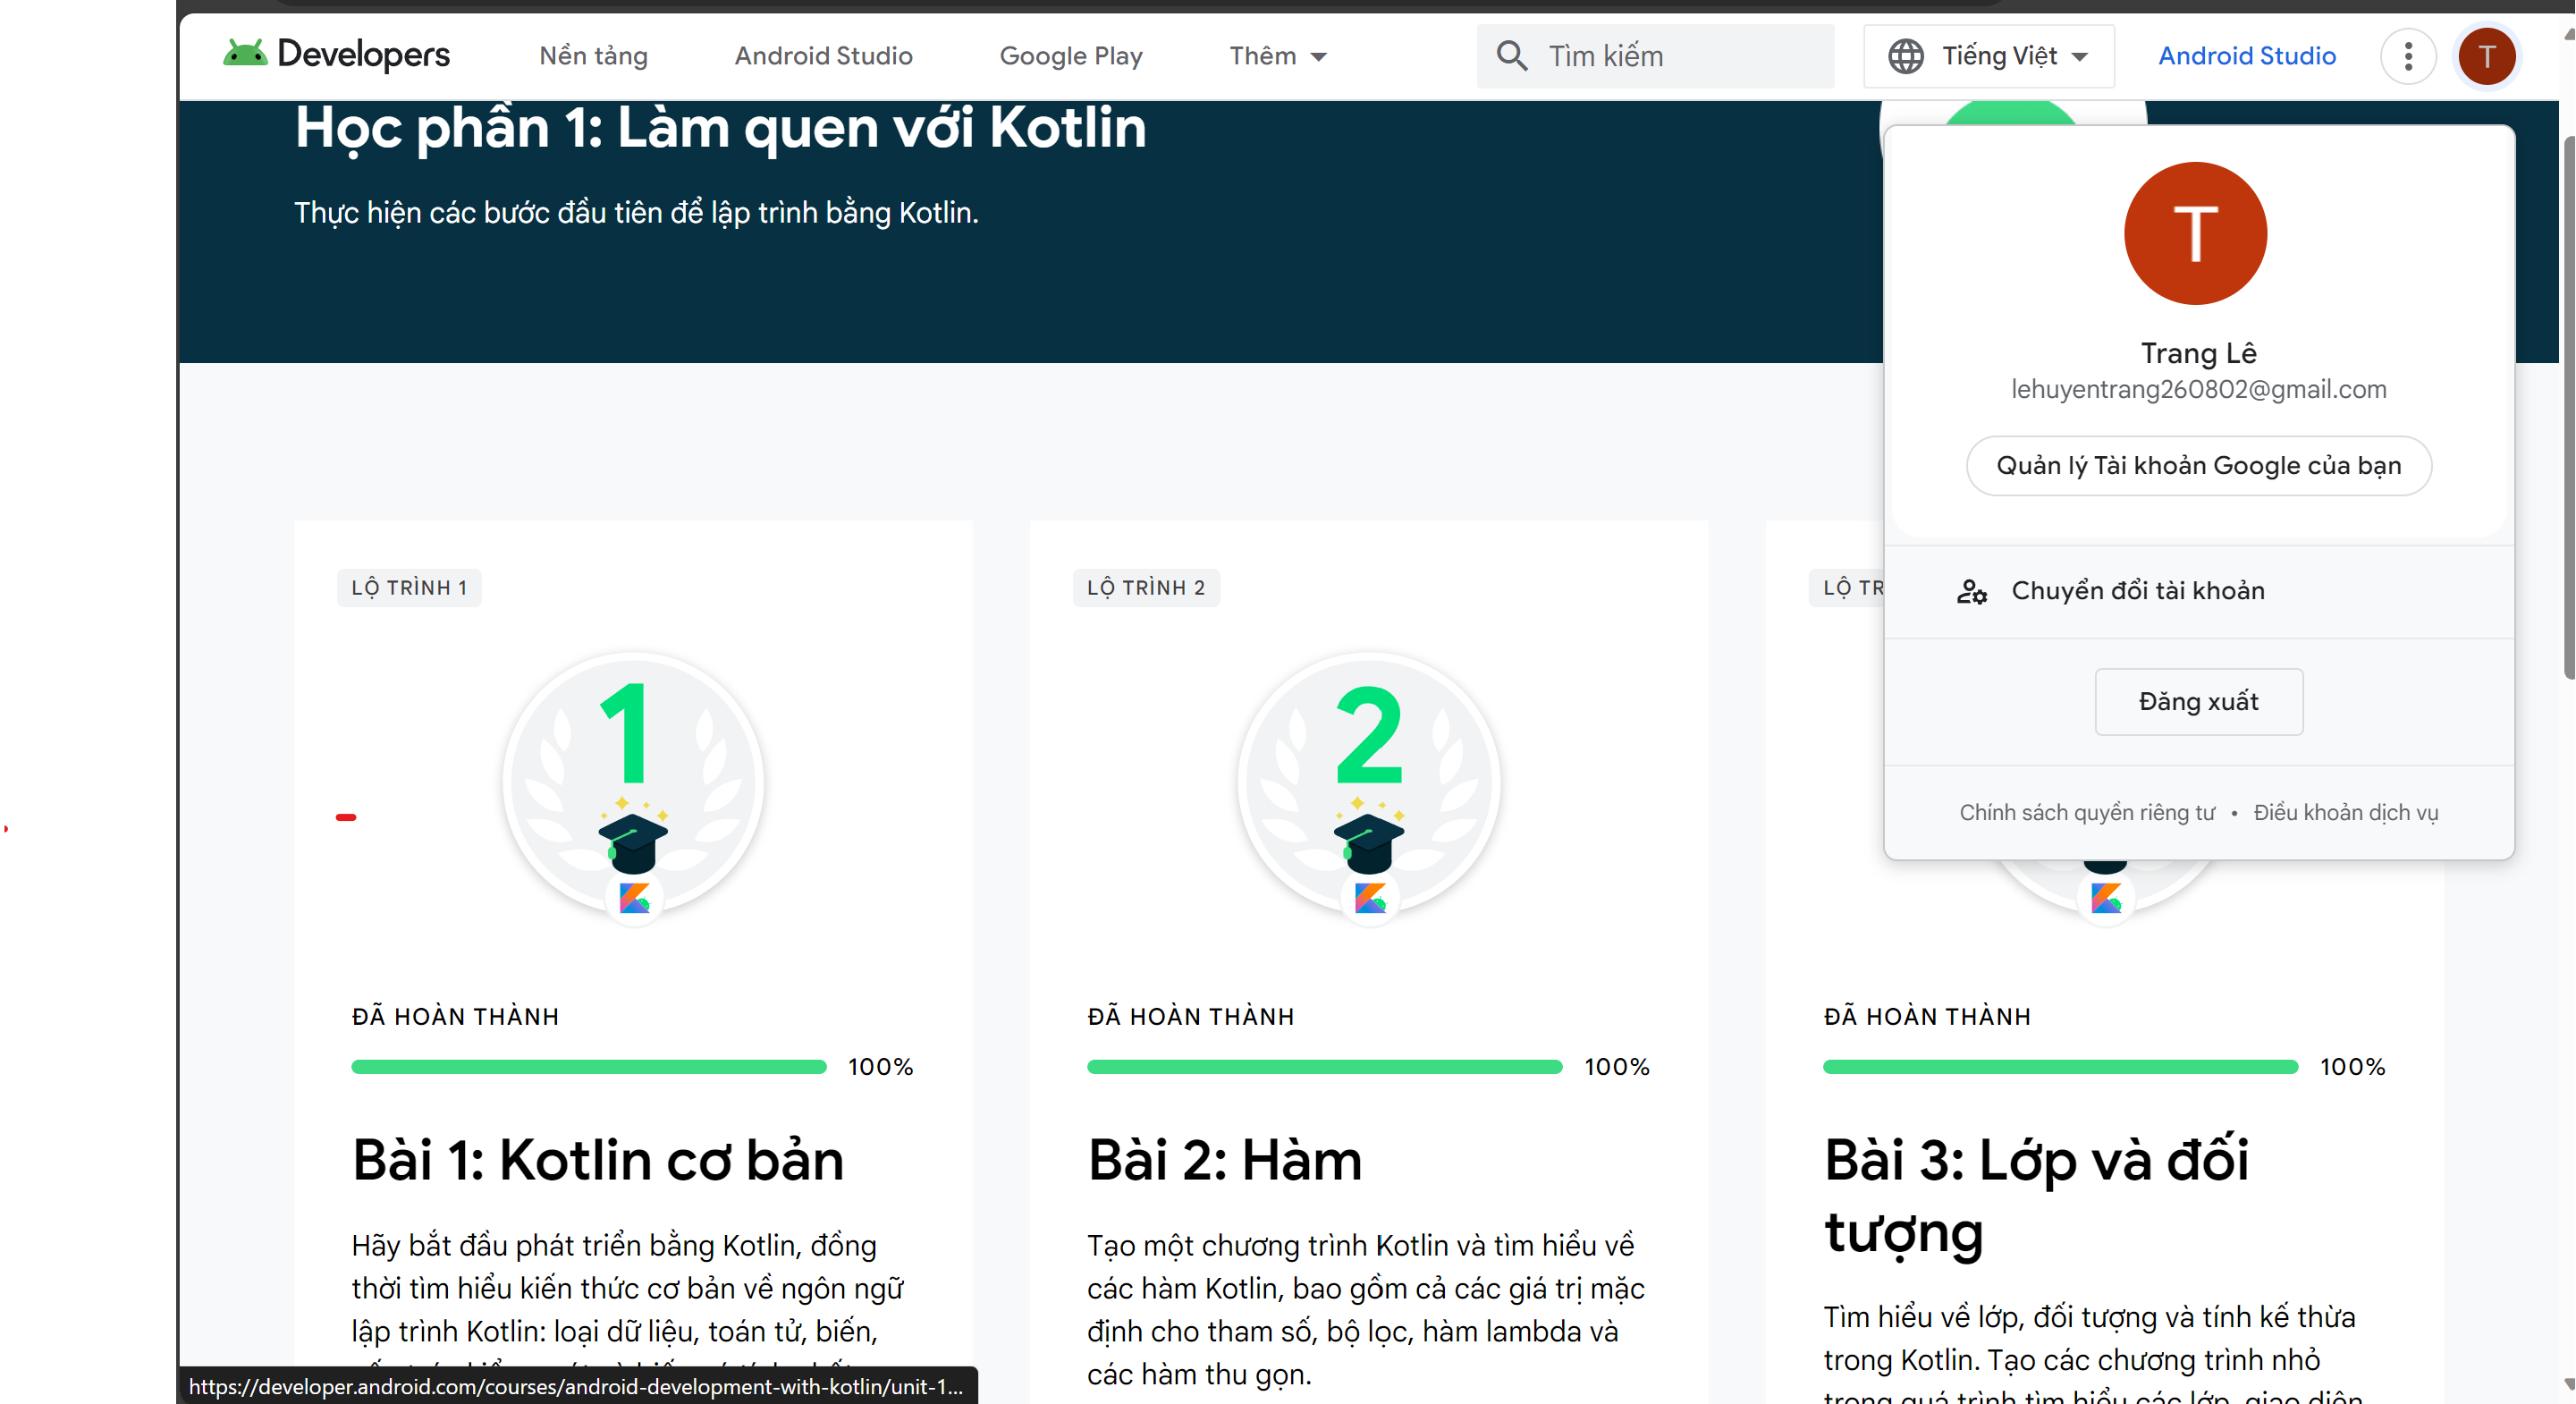 Developers
Nền tảng
Android Studio
Google Play
Thêm
Tìm kiếm
Tiếng Việt
Android Studio
T
Học phần 1: Làm quen với Kotlin
Thực hiện các bước đầu tiên để lập trình bằng Kotlin.
T
Trang Lê
lehuyentrang260802@gmail.com
Quản lý Tài khoản Google của bạn
Chuyển đổi tài khoản
Đăng xuất
Chính sách quyền riêng tư • Điều khoản dịch vụ
LỘ TRÌNH 1
1
ĐÃ HOÀN THÀNH
100%
Bài 1: Kotlin cơ bản
Hãy bắt đầu phát triển bằng Kotlin, đồng
thời tìm hiểu kiến thức cơ bản về ngôn ngữ
lập trình Kotlin: loại dữ liệu, toán tử, biến,
LỘ TRÌNH 2
2
ĐÃ HOÀN THÀNH
100%
Bài 2: Hàm
Tạo một chương trình Kotlin và tìm hiểu về
các hàm Kotlin, bao gồm cả các giá trị mặc
định cho tham số, bộ lọc, hàm lambda và
các hàm thu gọn.
LỘ TR
ĐÃ HOÀN THÀNH
100%
Bài 3: Lớp và đối
tượng
Tìm hiểu về lớp, đối tượng và tính kế thừa
trong Kotlin. Tạo các chương trình nhỏ
trong quá trình tìm hiểu các lớp, giao diện
https://developer.android.com/courses/android-development-with-kotlin/unit-1...